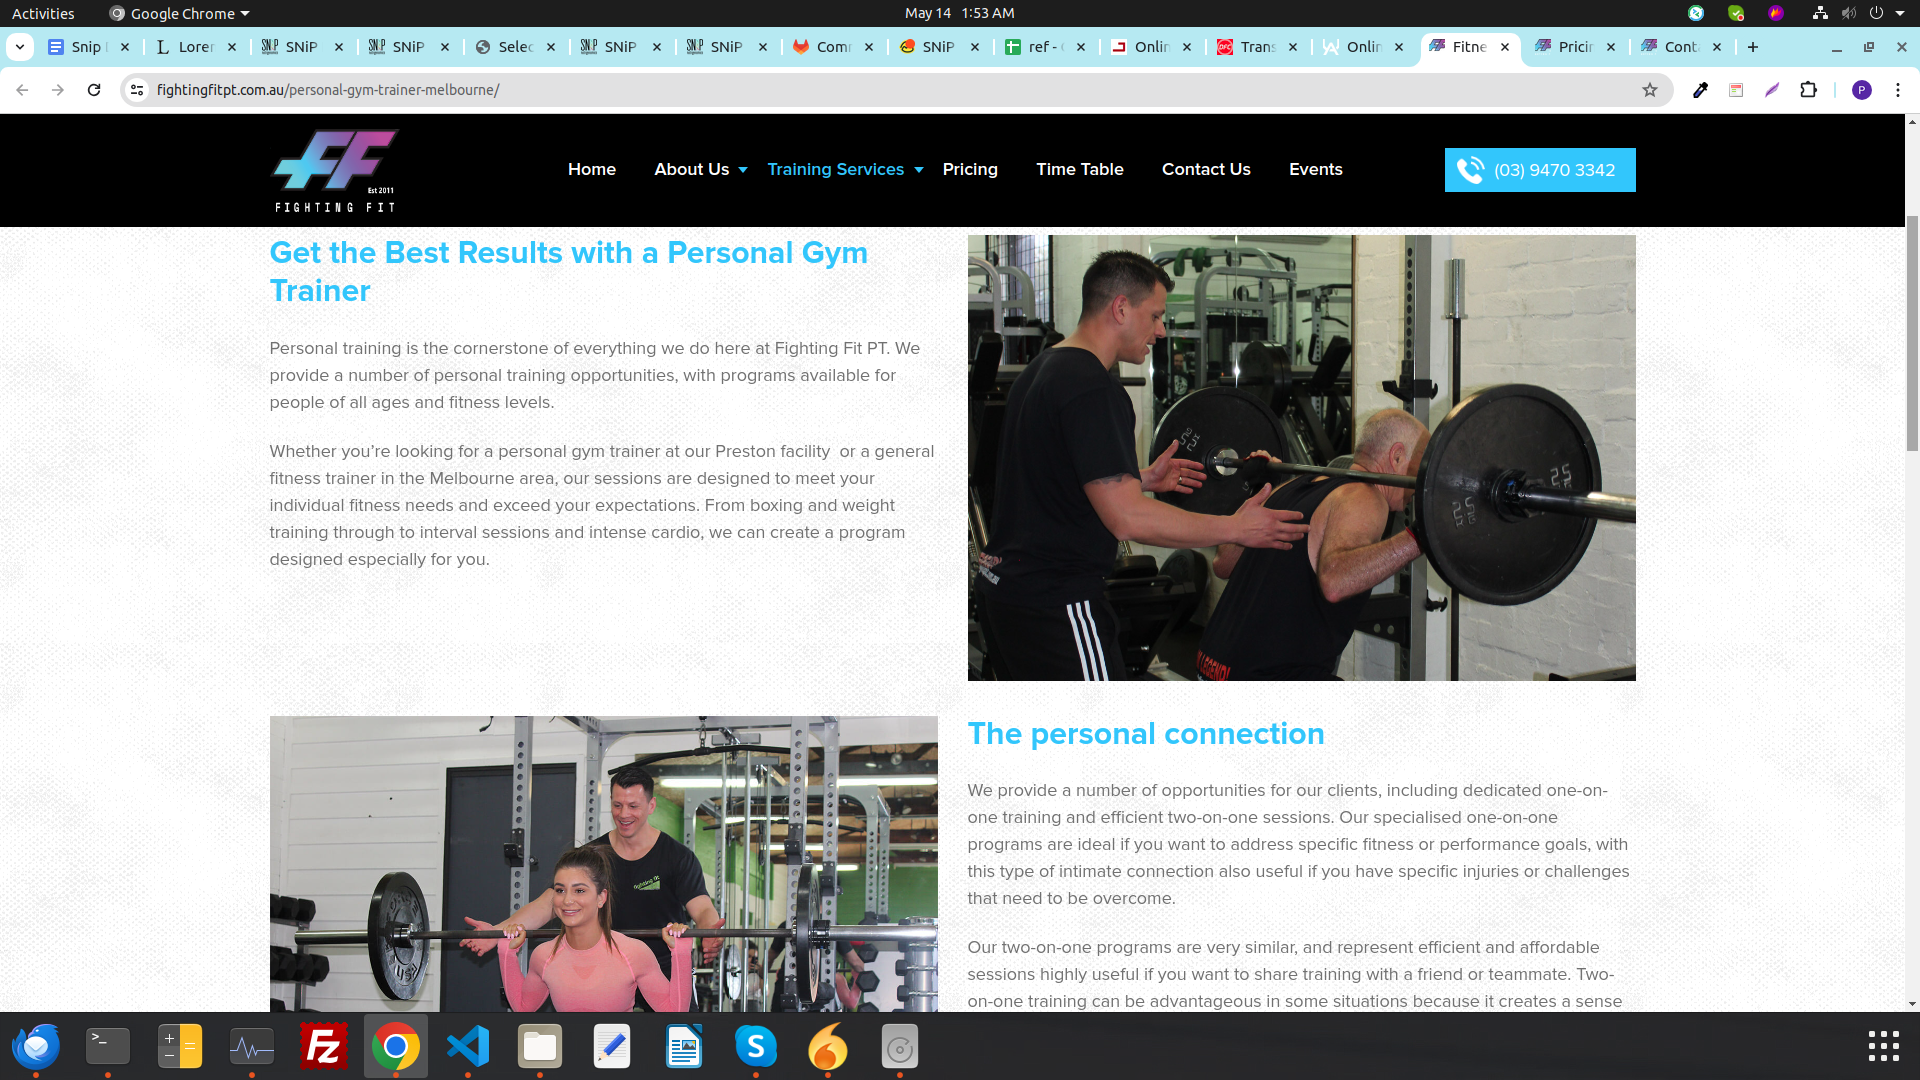 Activities Google Chrome May 14 1:53 AM
Snip Lorer SNiP SNiP Selec SNiP SNiP Comr SNiP ref - Onlin Trans Onlin Fitne Pricin Conta
fightingfitpt.com.au/personal-gym-trainer-melbourne/ P
FF
Est 2011
FIGHTING FIT
Home About Us Training Services Pricing Time Table Contact Us Events (03) 9470 3342
Get the Best Results with a Personal Gym
Trainer
Personal training is the cornerstone of everything we do here at Fighting Fit PT. We
provide a number of personal training opportunities, with programs available for
people of all ages and fitness levels.
Whether you’re looking for a personal gym trainer at our Preston facility or a general
fitness trainer in the Melbourne area, our sessions are designed to meet your
individual fitness needs and exceed your expectations. From boxing and weight
training through to interval sessions and intense cardio, we can create a program
designed especially for you.
The personal connection
We provide a number of opportunities for our clients, including dedicated one-on-
one training and efficient two-on-one sessions. Our specialised one-on-one
programs are ideal if you want to address specific fitness or performance goals, with
this type of intimate connection also useful if you have specific injuries or challenges
that need to be overcome.
Our two-on-one programs are very similar, and represent efficient and affordable
sessions highly useful if you want to share training with a friend or teammate. Two-
on-one training can be advantageous in some situations because it creates a sense